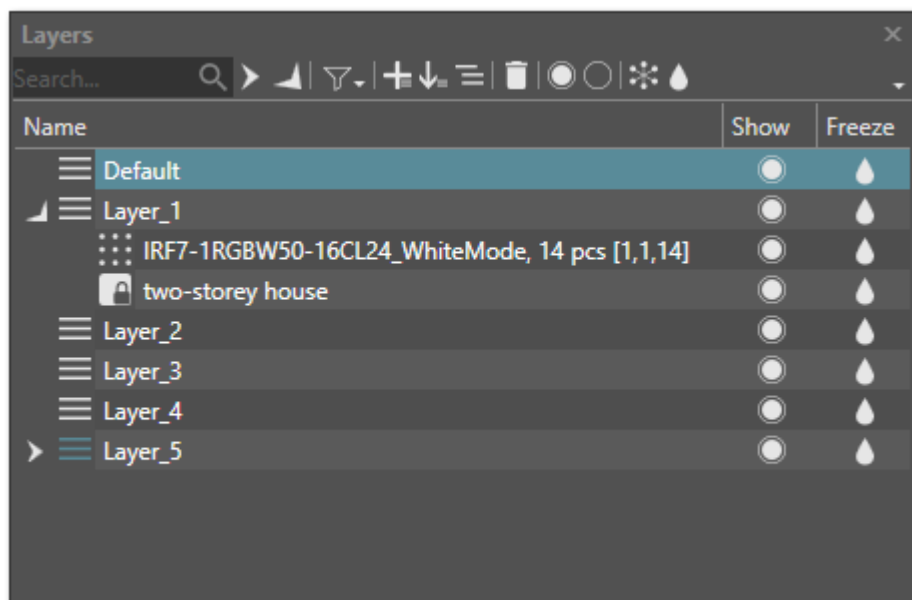 Layers
Search...
Name Show Freeze
Default
Layer_1
IRF7-1RGBW50-16CL24_WhiteMode, 14 pcs [1,1,14]
two-storey house
Layer_2
Layer_3
Layer_4
Layer_5